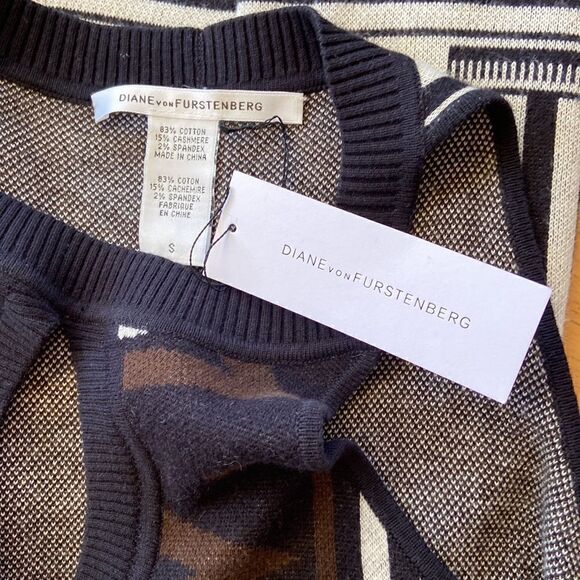 DIANE VON FURSTENBERG
83% COTTON
15% CASHMERE
2% SPANDEX
MADE IN CHINA
83% COTON
15% CACHEMIRE
2% SPANDEX
FABRIQUE
EN CHINE
S
DIANE VON FURSTENBERG